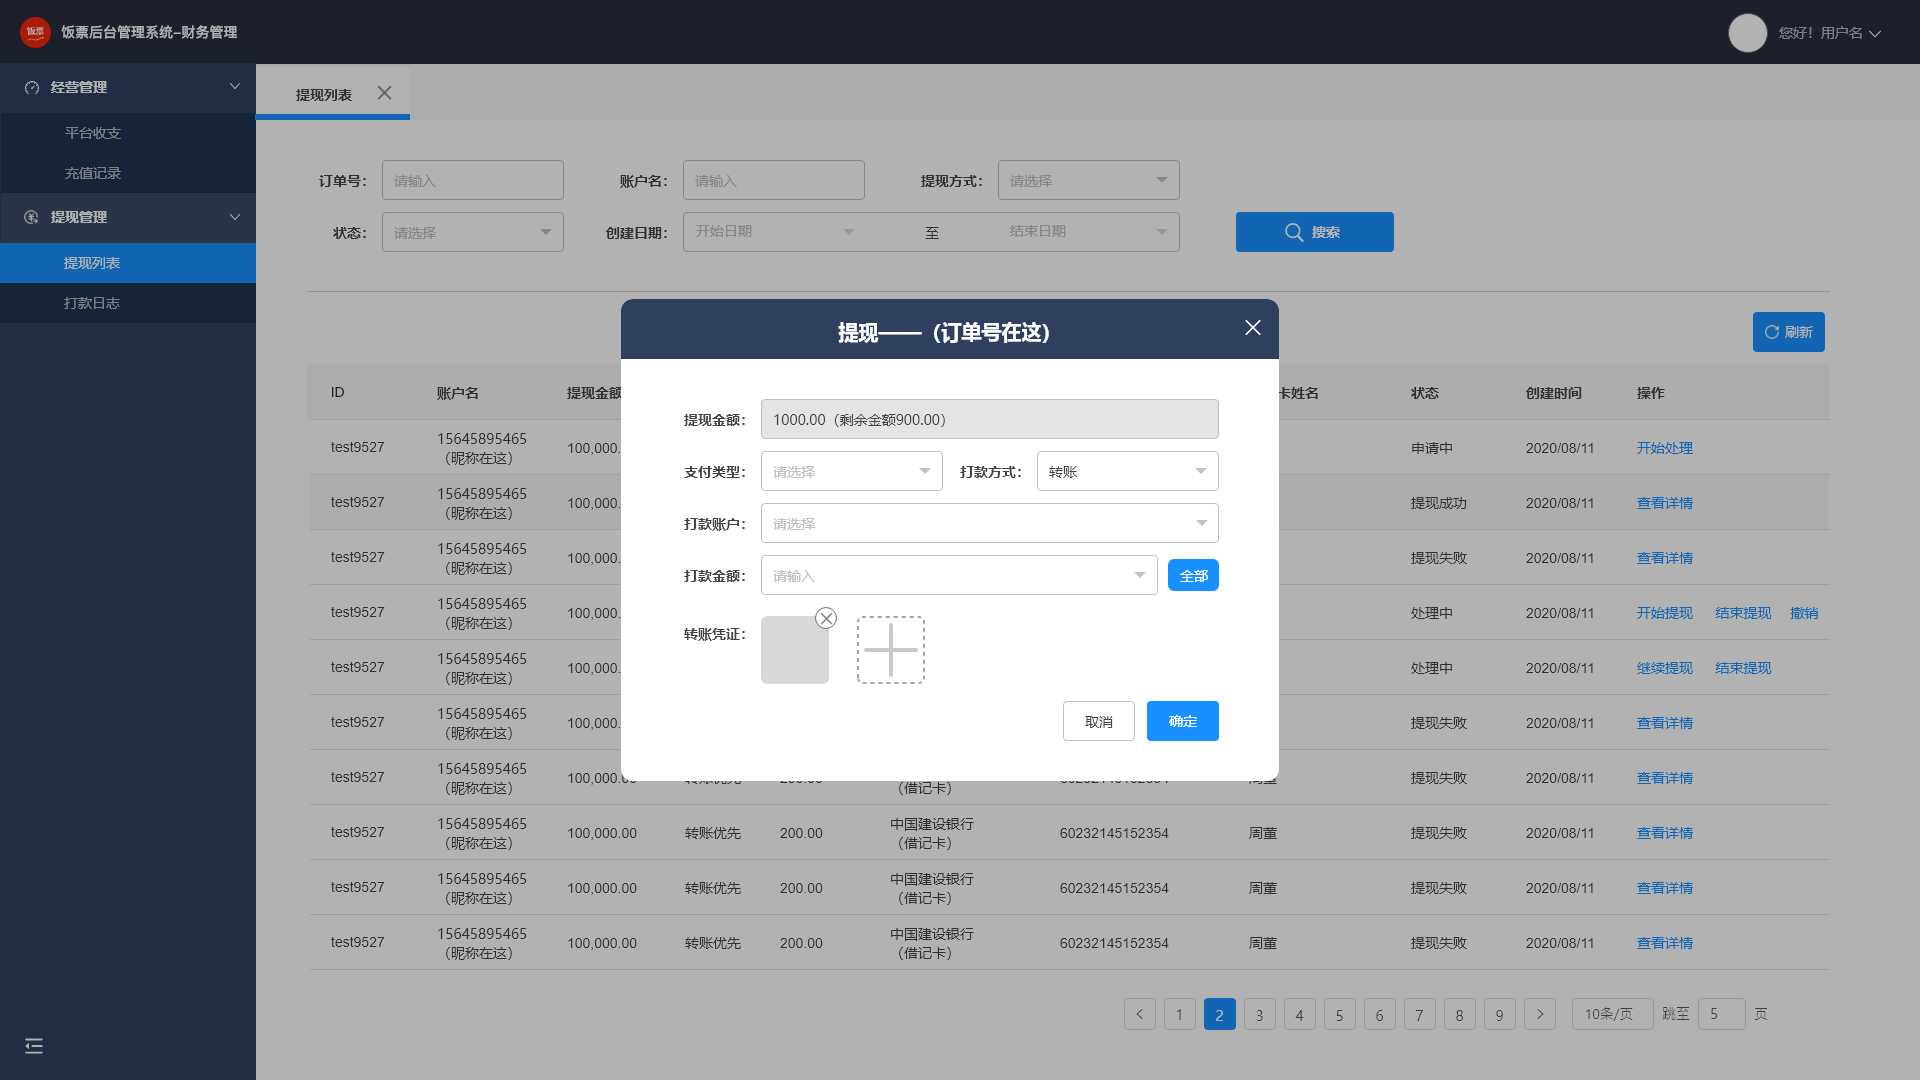 饭票
饭票后台管理系统–财务管理
您好！用户名
经营管理
平台收支
充值记录
提现管理
提现列表
打款日志
提现列表
订单号： 请输入 账户名： 请输入 提现方式： 请选择
状态： 请选择 创建日期： 开始日期 至 结束日期 搜索
刷新
提现——（订单号在这）
提现金额： 1000.00（剩余金额900.00）
支付类型： 请选择 打款方式： 转账
打款账户： 请选择
打款金额： 请输入 全部
转账凭证：
取消 确定
ID 账户名 提现金额 卡姓名 状态 创建时间 操作
test9527 15645895465 （昵称在这） 100,000. 申请中 2020/08/11 开始处理
test9527 15645895465 （昵称在这） 100,000. 提现成功 2020/08/11 查看详情
test9527 15645895465 （昵称在这） 100,000. 提现失败 2020/08/11 查看详情
test9527 15645895465 （昵称在这） 100,000. 处理中 2020/08/11 开始提现 结束提现 撤销
test9527 15645895465 （昵称在这） 100,000. 处理中 2020/08/11 继续提现 结束提现
test9527 15645895465 （昵称在这） 100,000. 提现失败 2020/08/11 查看详情
test9527 15645895465 （昵称在这） 100,000.00 转账优先 200.00 （借记卡） 60232145152354 周董 提现失败 2020/08/11 查看详情
test9527 15645895465 （昵称在这） 100,000.00 转账优先 200.00 中国建设银行 （借记卡） 60232145152354 周董 提现失败 2020/08/11 查看详情
test9527 15645895465 （昵称在这） 100,000.00 转账优先 200.00 中国建设银行 （借记卡） 60232145152354 周董 提现失败 2020/08/11 查看详情
test9527 15645895465 （昵称在这） 100,000.00 转账优先 200.00 中国建设银行 （借记卡） 60232145152354 周董 提现失败 2020/08/11 查看详情
1 2 3 4 5 6 7 8 9 10条/页 跳至 5 页